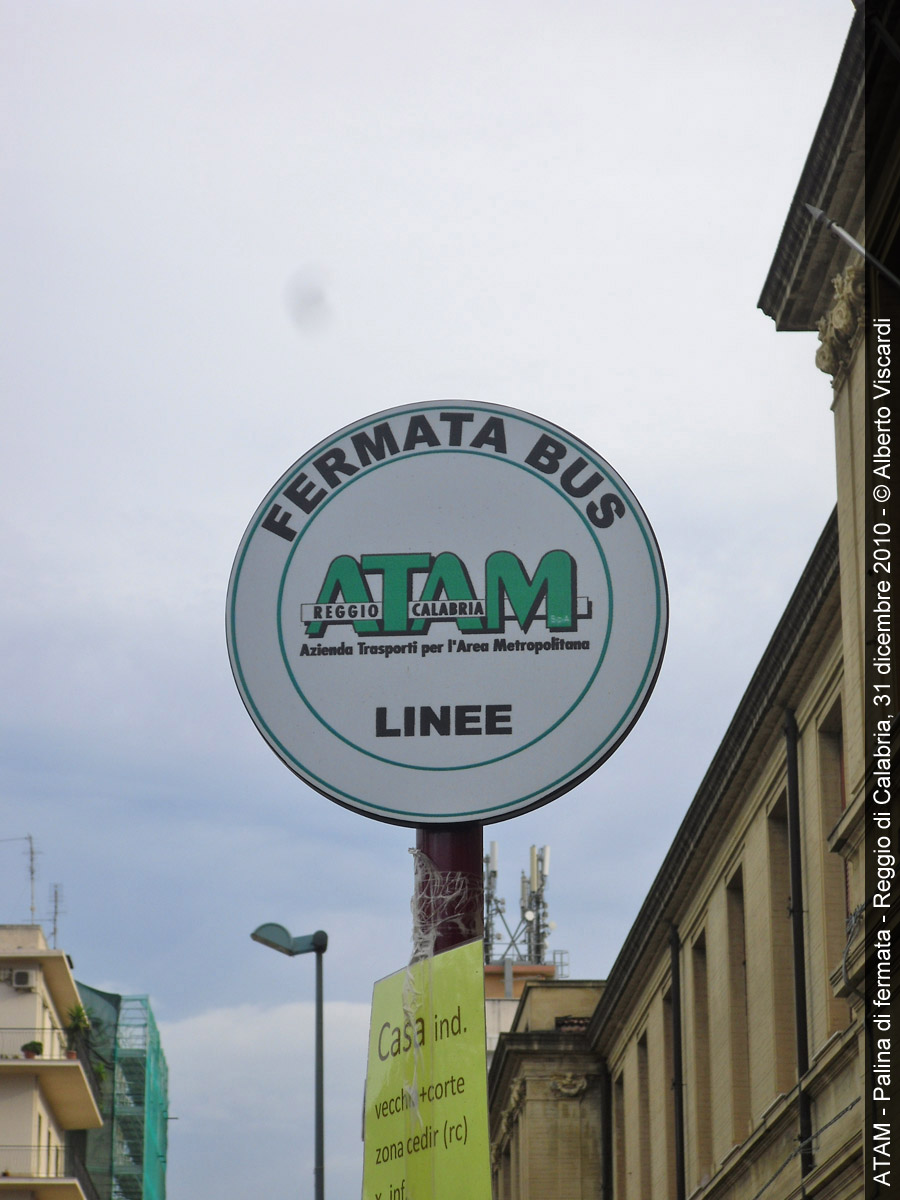 FERMATA BUS
ATAM
REGGIO CALABRIA
SpA
Azienda Trasporti per l'Area Metropolitana
LINEE
Casa ind.
vecchia+corte
zona cedir (rc)
x inf.
ATAM - Palina di fermata - Reggio di Calabria, 31 dicembre 2010 - © Alberto Viscardi